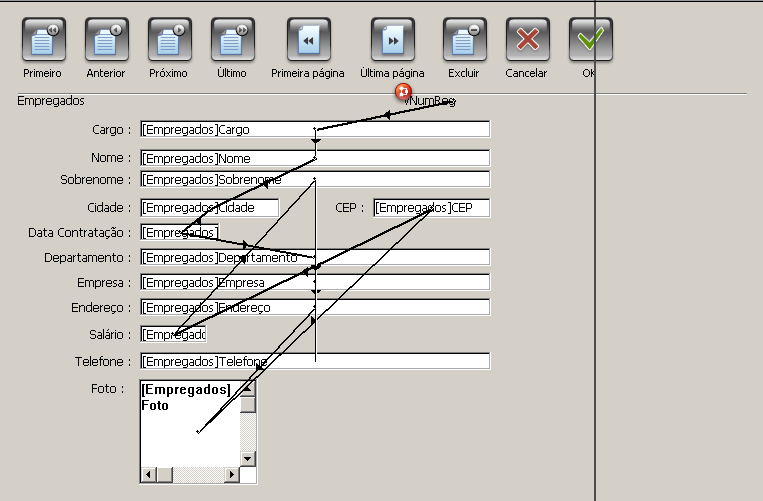 Primeiro Anterior Próximo Último Primeira página Última página Excluir Cancelar OK
Empregados vNumReg
Cargo : [Empregados]Cargo
Nome : [Empregados]Nome
Sobrenome : [Empregados]Sobrenome
Cidade : [Empregados]Cidade CEP : [Empregados]CEP
Data Contratação : [Empregados]
Departamento : [Empregados]Departamento
Empresa : [Empregados]Empresa
Endereço : [Empregados]Endereço
Salário : [Empregado
Telefone : [Empregados]Telefone
Foto : [Empregados]
Foto